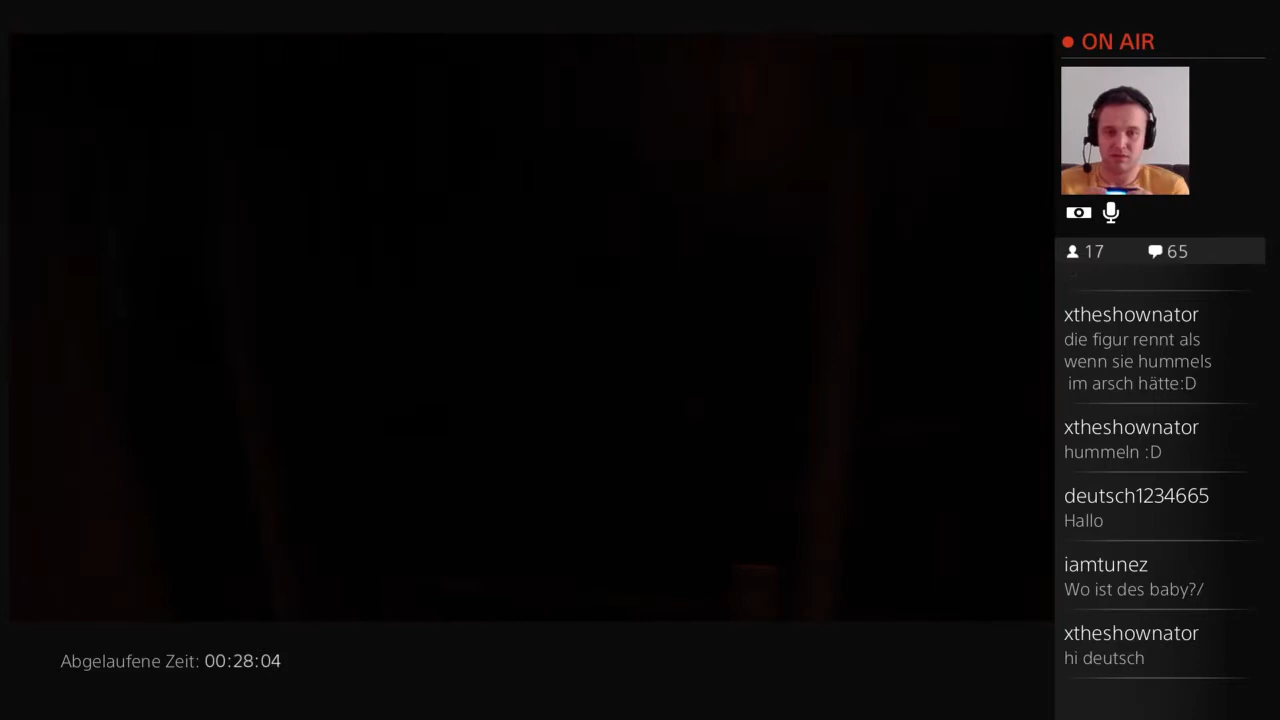 ON AIR
17 65
xtheshownator
die figur rennt als
wenn sie hummels
im arsch hätte:D
xtheshownator
hummeln :D
deutsch1234665
Hallo
iamtunez
Wo ist des baby?/
xtheshownator
hi deutsch
Abgelaufene Zeit: 00:28:04